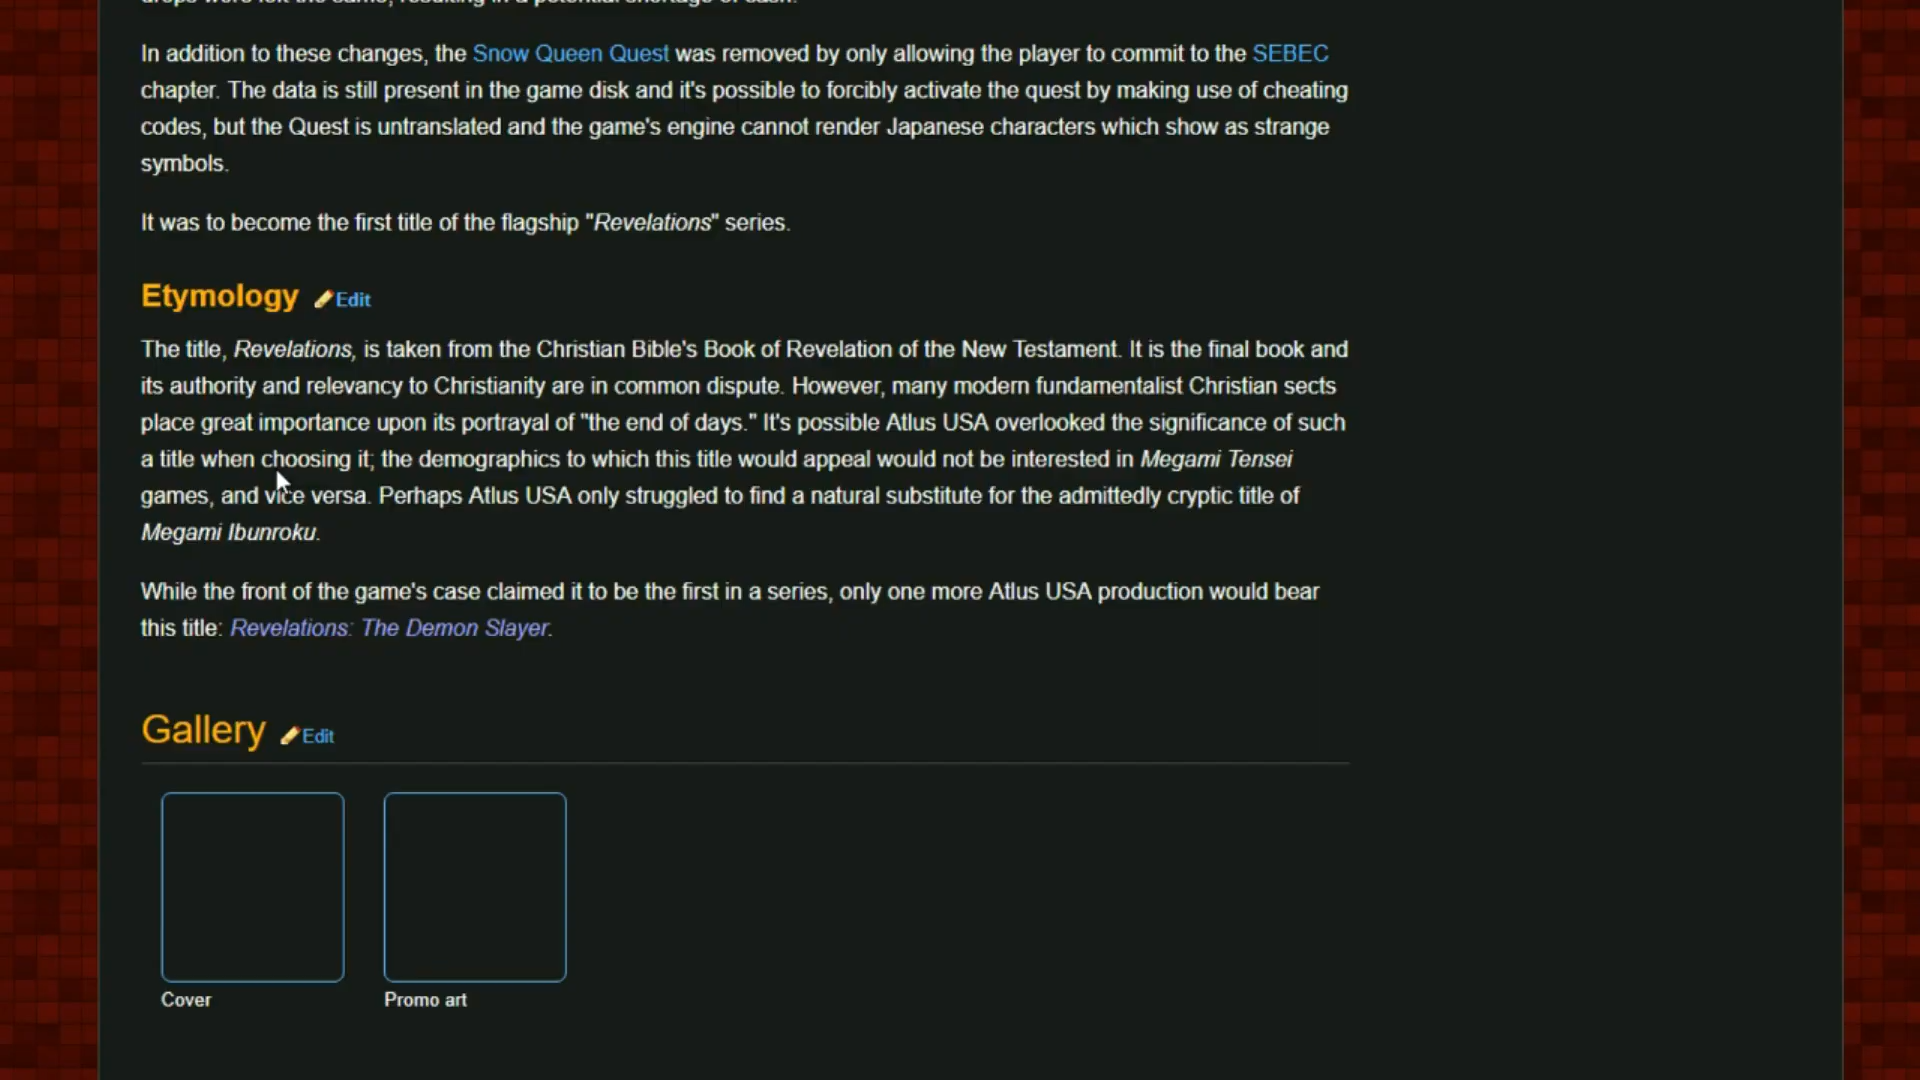 In addition to these changes, the Snow Queen Quest was removed by only allowing the player to commit to the SEBEC
chapter. The data is still present in the game disk and it's possible to forcibly activate the quest by making use of cheating
codes, but the Quest is untranslated and the game's engine cannot render Japanese characters which show as strange
symbols.
It was to become the first title of the flagship "Revelations" series.
Etymology Edit
The title, Revelations, is taken from the Christian Bible's Book of Revelation of the New Testament. It is the final book and
its authority and relevancy to Christianity are in common dispute. However, many modern fundamentalist Christian sects
place great importance upon its portrayal of "the end of days." It's possible Atlus USA overlooked the significance of such
a title when choosing it; the demographics to which this title would appeal would not be interested in Megami Tensei
games, and vice versa. Perhaps Atlus USA only struggled to find a natural substitute for the admittedly cryptic title of
Megami Ibunroku.
While the front of the game's case claimed it to be the first in a series, only one more Atlus USA production would bear
this title: Revelations: The Demon Slayer.
Gallery Edit
Cover
Promo art